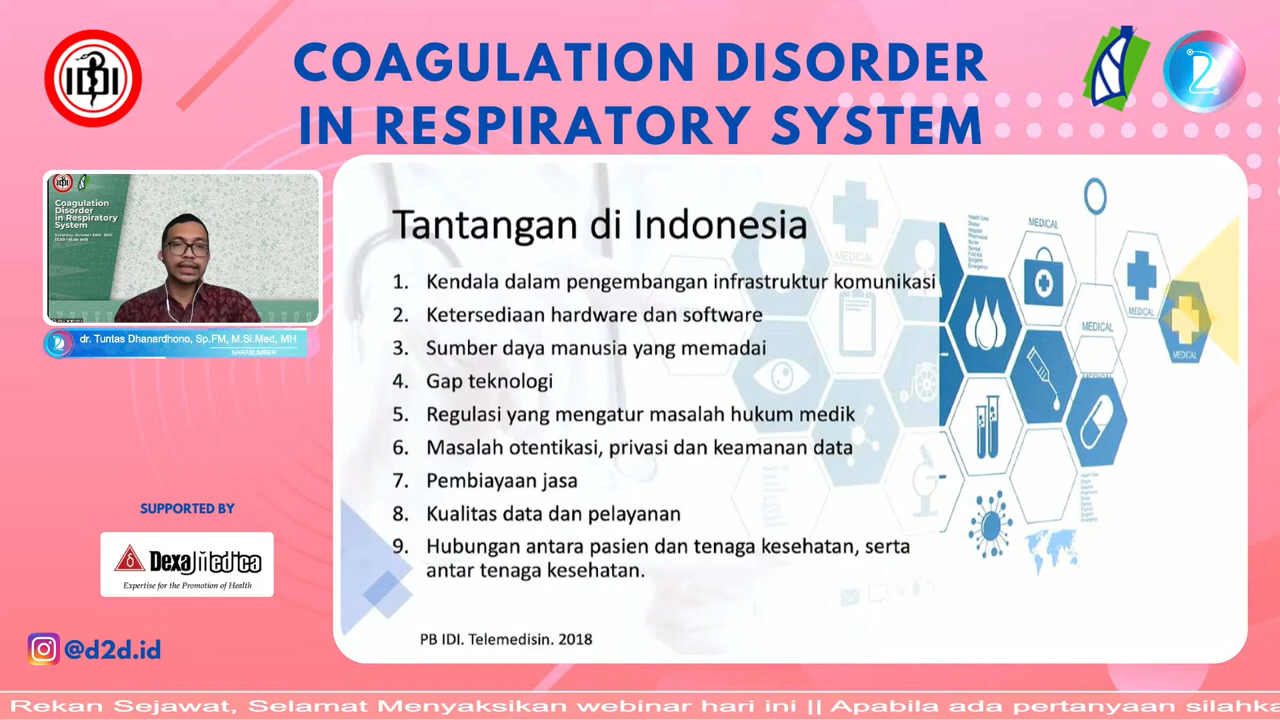 IDI
COAGULATION DISORDER
IN RESPIRATORY SYSTEM
Coagulation
Disorder
in Respiratory
System
dr. Tuntas Dhanardhono, Sp.FM, M.Si.Med, MH
NARASUMBER
Tantangan di Indonesia
1. Kendala dalam pengembangan infrastruktur komunikasi
2. Ketersediaan hardware dan software
3. Sumber daya manusia yang memadai
4. Gap teknologi
5. Regulasi yang mengatur masalah hukum medik
6. Masalah otentikasi, privasi dan keamanan data
7. Pembiayaan jasa
8. Kualitas data dan pelayanan
9. Hubungan antara pasien dan tenaga kesehatan, serta
antar tenaga kesehatan.
PB IDI. Telemedisin. 2018
MEDICAL
MEDICAL
MEDICAL
MEDICAL
MEDICAL
SUPPORTED BY
Dexa Medica
Expertise for the Promotion of Health
@d2d.id
Rekan Sejawat, Selamat Menyaksikan webinar hari ini || Apabila ada pertanyaan silahka